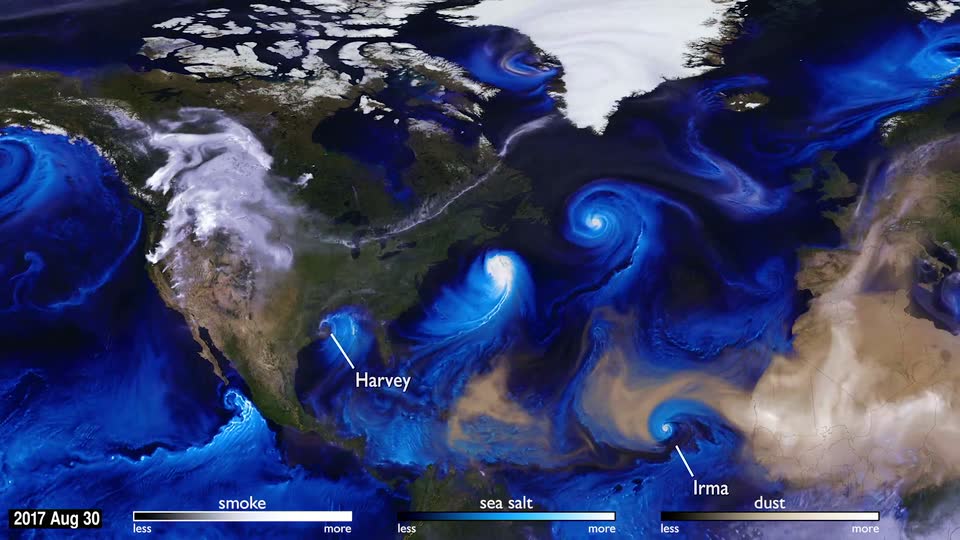 Harvey
Irma
2017 Aug 30
smoke
less more
sea salt
less more
dust
less more